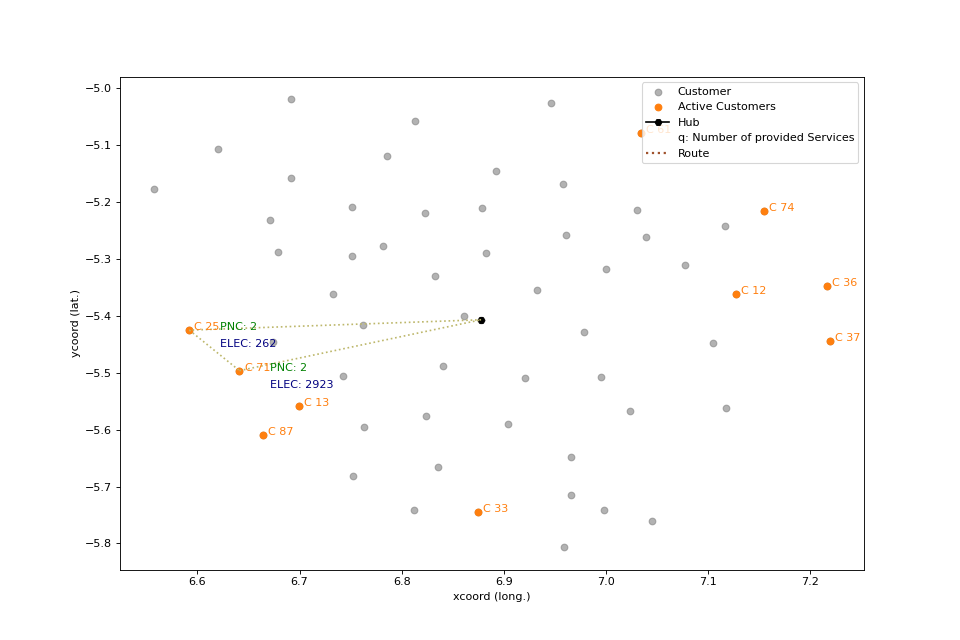 −5.0
−5.1
−5.2
−5.3
−5.4
−5.5
−5.6
−5.7
−5.8
ycoord (lat.)
6.6
6.7
6.8
6.9
7.0
7.1
7.2
xcoord (long.)
Customer
Active Customers
Hub
q: Number of provided Services
Route
C 74
C 36
C 12
C 37
C 25
PNC: 2
ELEC: 262
C 71
PNC: 2
ELEC: 2923
C 13
C 87
C 33